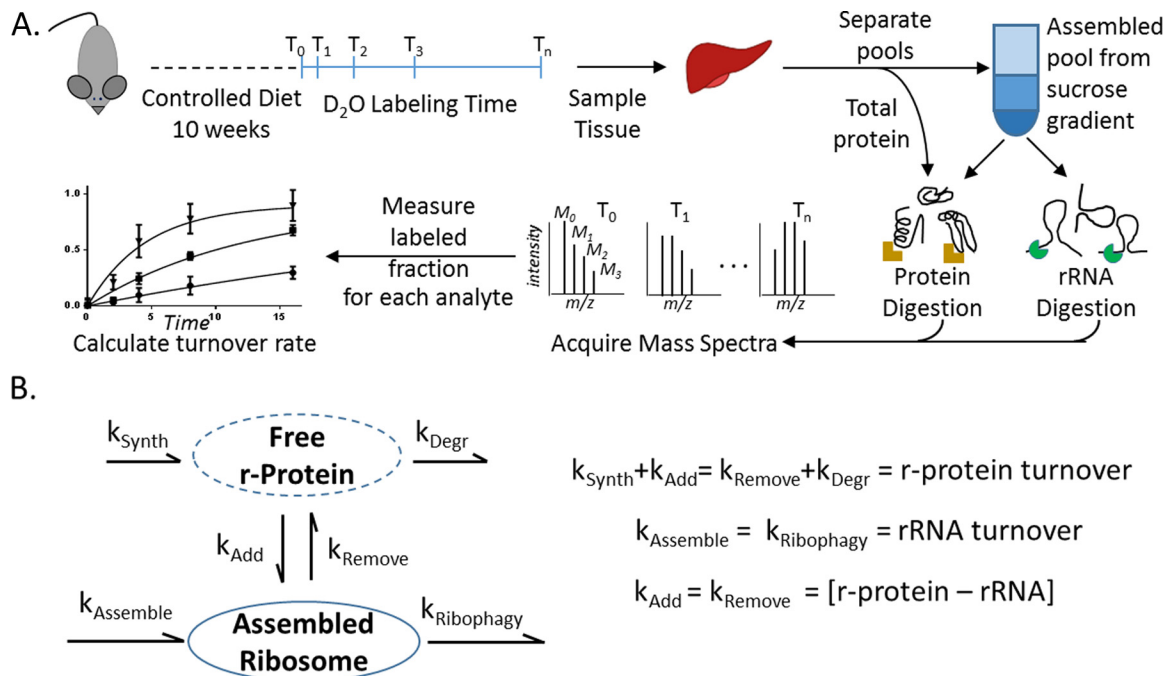 A.
T0 T1 T2 T3 Tn
Controlled Diet
10 weeks
D2O Labeling Time
Sample
Tissue
Separate
pools
Total
protein
Assembled
pool from
sucrose
gradient
Protein
Digestion
rRNA
Digestion
Acquire Mass Spectra
T0
M0
M1
M2
M3
intensity
m/z
T1
m/z
...
Tn
m/z
Measure
labeled
fraction
for each analyte
1.0
0.5
0.0
0 5 10 15
Time
Calculate turnover rate
B.
kSynth
Free
r-Protein
kDegr
kAdd
kRemove
kAssemble
Assembled
Ribosome
kRibophagy
kSynth+kAdd= kRemove+kDegr = r-protein turnover
kAssemble = kRibophagy = rRNA turnover
kAdd = kRemove = [r-protein – rRNA]